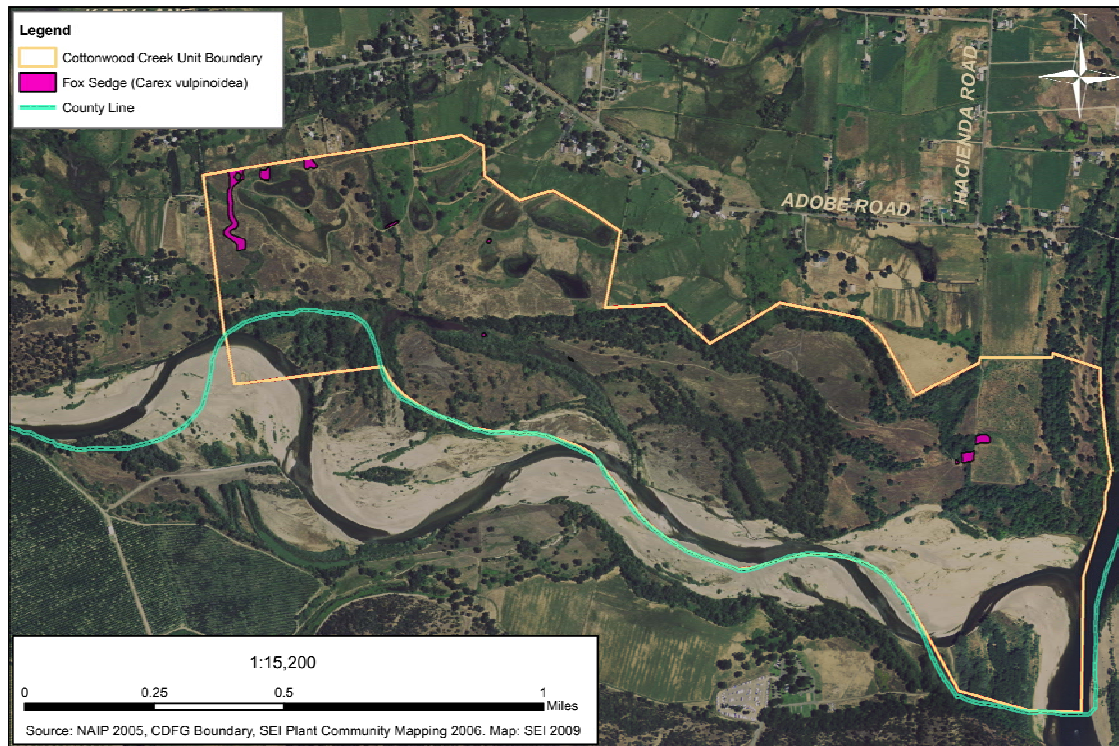 Legend
Cottonwood Creek Unit Boundary
Fox Sedge (Carex vulpinoidea)
County Line
N
HACIENDA ROAD
ADOBE ROAD
1:15,200
0 0.25 0.5 1
Miles
Source: NAIP 2005, CDFG Boundary, SEI Plant Community Mapping 2006. Map: SEI 2009